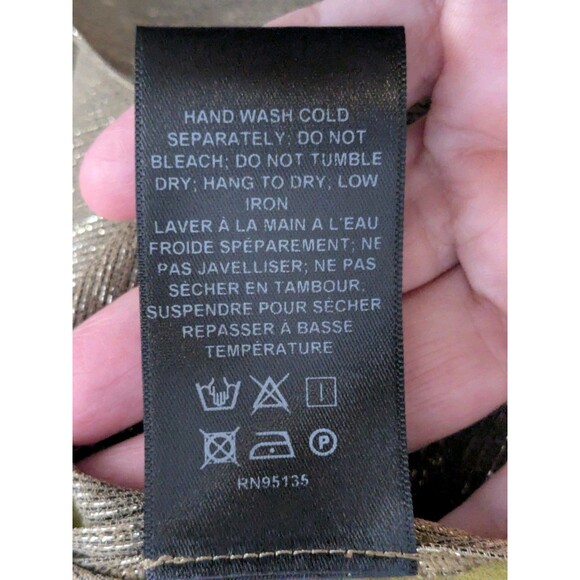 HAND WASH COLD
SEPARATELY; DO NOT
BLEACH; DO NOT TUMBLE
DRY; HANG TO DRY; LOW
IRON
LAVER À LA MAIN A L'EAU
FROIDE SPÉPAREMENT; NE
PAS JAVELLISER; NE PAS
SÉCHER EN TAMBOUR.
SUSPENDRE POUR SÉCHER
REPASSER À BASSE
TEMPÉRATURE
P
RN95135